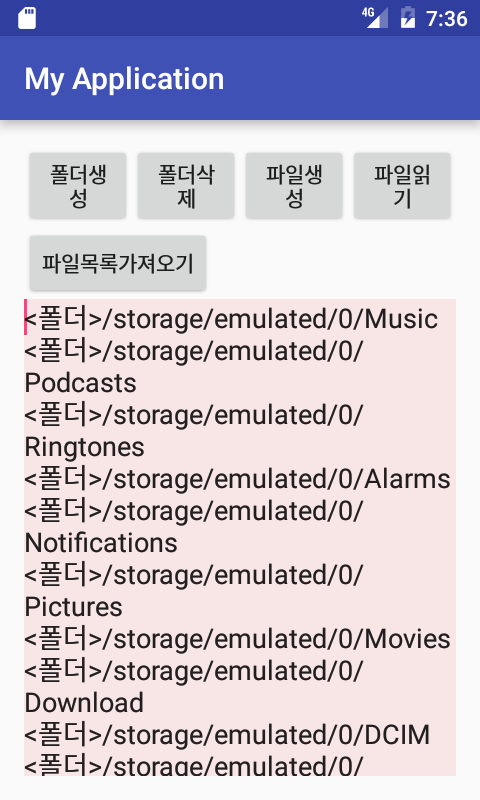 4G 7:36
My Application
폴더생
성
폴더삭
제
파일생
성
파일읽
기
파일목록가져오기
<폴더>/storage/emulated/0/Music
<폴더>/storage/emulated/0/
Podcasts
<폴더>/storage/emulated/0/
Ringtones
<폴더>/storage/emulated/0/Alarms
<폴더>/storage/emulated/0/
Notifications
<폴더>/storage/emulated/0/
Pictures
<폴더>/storage/emulated/0/Movies
<폴더>/storage/emulated/0/
Download
<폴더>/storage/emulated/0/DCIM
<폴더>/storage/emulated/0/